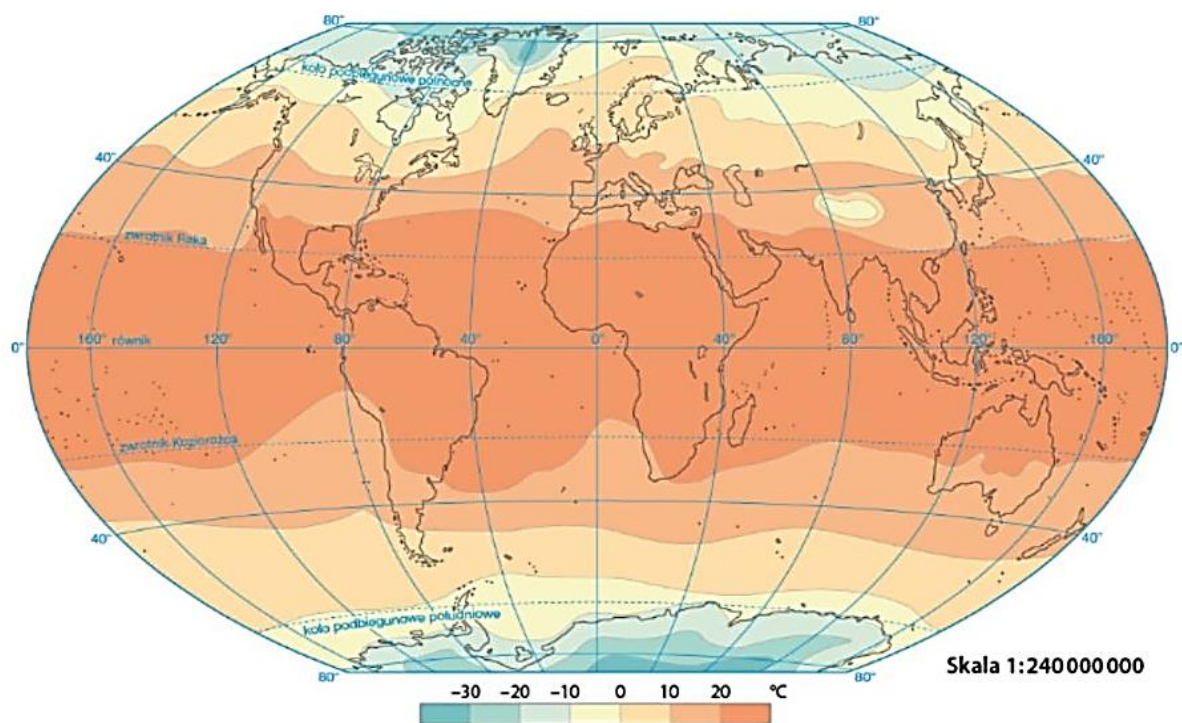 80° 80°
koło podbiegunowe północne
40° 40°
zwrotnik Raka
0° 160° równik 120° 80° 40° 0° 40° 80° 120° 160° 0°
zwrotnik Koziorożca
40° 40°
koło podbiegunowe południowe
80° 80°
Skala 1:240 000 000
–30 –20 –10 0 10 20 °C